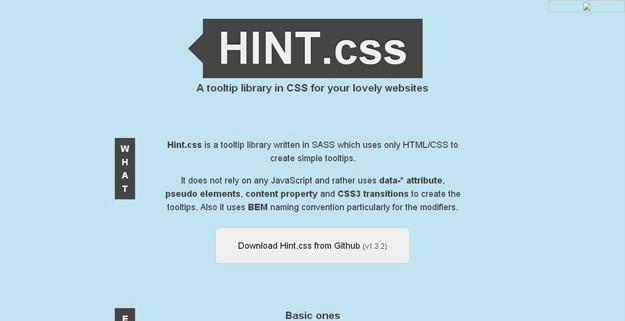 HINT.css
A tooltip library in CSS for your lovely websites
WHAT
Hint.css is a tooltip library written in SASS which uses only HTML/CSS to
create simple tooltips.
It does not rely on any JavaScript and rather uses data-* attribute,
pseudo elements, content property and CSS3 transitions to create the
tooltips. Also it uses BEM naming convention particularly for the modifiers.
Download Hint.css from Github (v1.3.2)
E
Basic ones